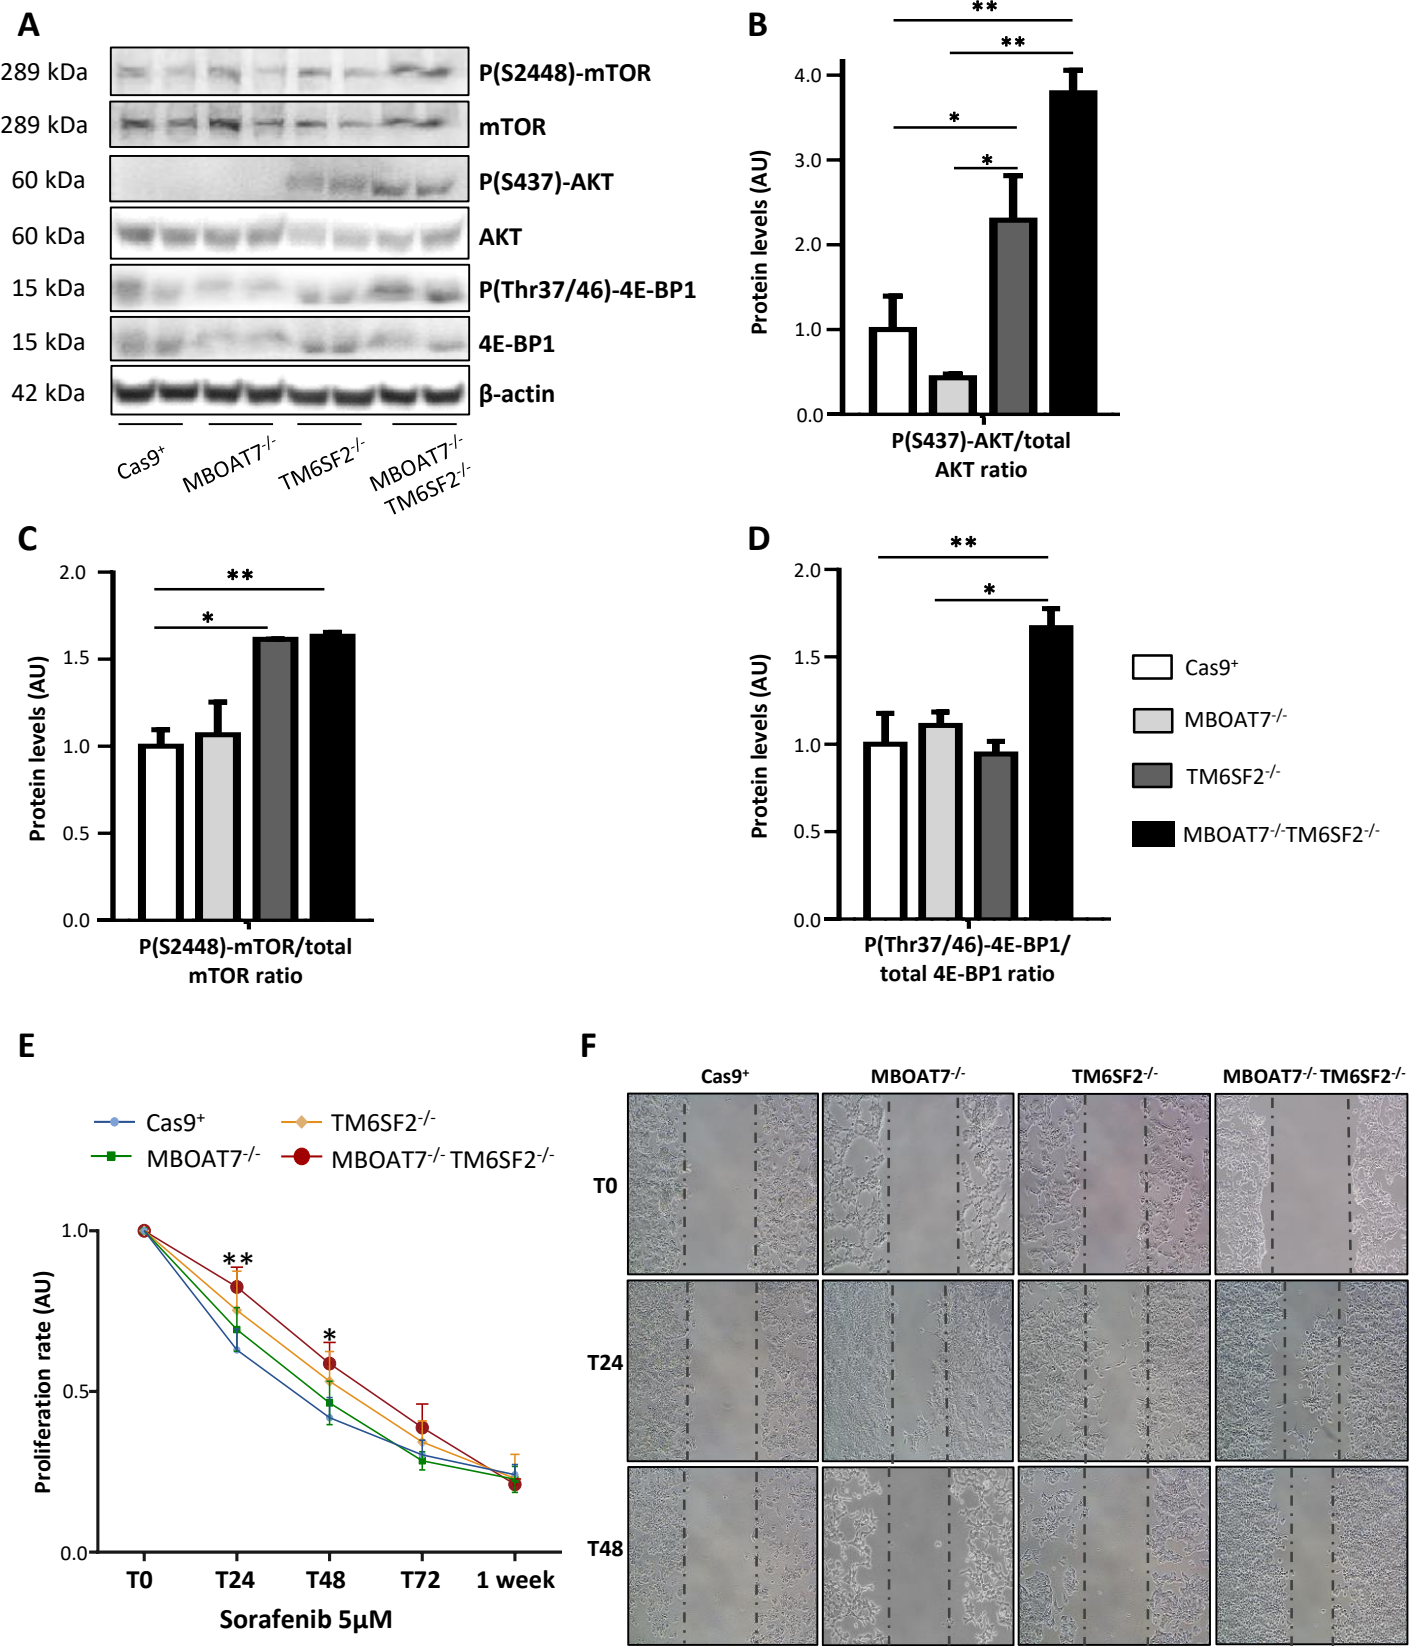 A
289 kDa
P(S2448)-mTOR
289 kDa
mTOR
60 kDa
P(S437)-AKT
60 kDa
AKT
15 kDa
P(Thr37/46)-4E-BP1
15 kDa
4E-BP1
42 kDa
β-actin
Cas9⁺
MBOAT7⁻/⁻
TM6SF2⁻/⁻
MBOAT7⁻/⁻
TM6SF2⁻/⁻
B
**
**
*
*
4.0
3.0
2.0
1.0
0.0
Protein levels (AU)
P(S437)-AKT/total
AKT ratio
C
**
*
2.0
1.5
1.0
0.5
0.0
Protein levels (AU)
P(S2448)-mTOR/total
mTOR ratio
D
**
*
2.0
1.5
1.0
0.5
0.0
Protein levels (AU)
P(Thr37/46)-4E-BP1/
total 4E-BP1 ratio
Cas9⁺
MBOAT7⁻/⁻
TM6SF2⁻/⁻
MBOAT7⁻/⁻TM6SF2⁻/⁻
E
Cas9⁺
TM6SF2⁻/⁻
MBOAT7⁻/⁻
MBOAT7⁻/⁻ TM6SF2⁻/⁻
**
*
1.0
0.5
0.0
Proliferation rate (AU)
T0 T24 T48 T72 1 week
Sorafenib 5µM
F
Cas9⁺ MBOAT7⁻/⁻ TM6SF2⁻/⁻ MBOAT7⁻/⁻ TM6SF2⁻/⁻
T0
T24
T48